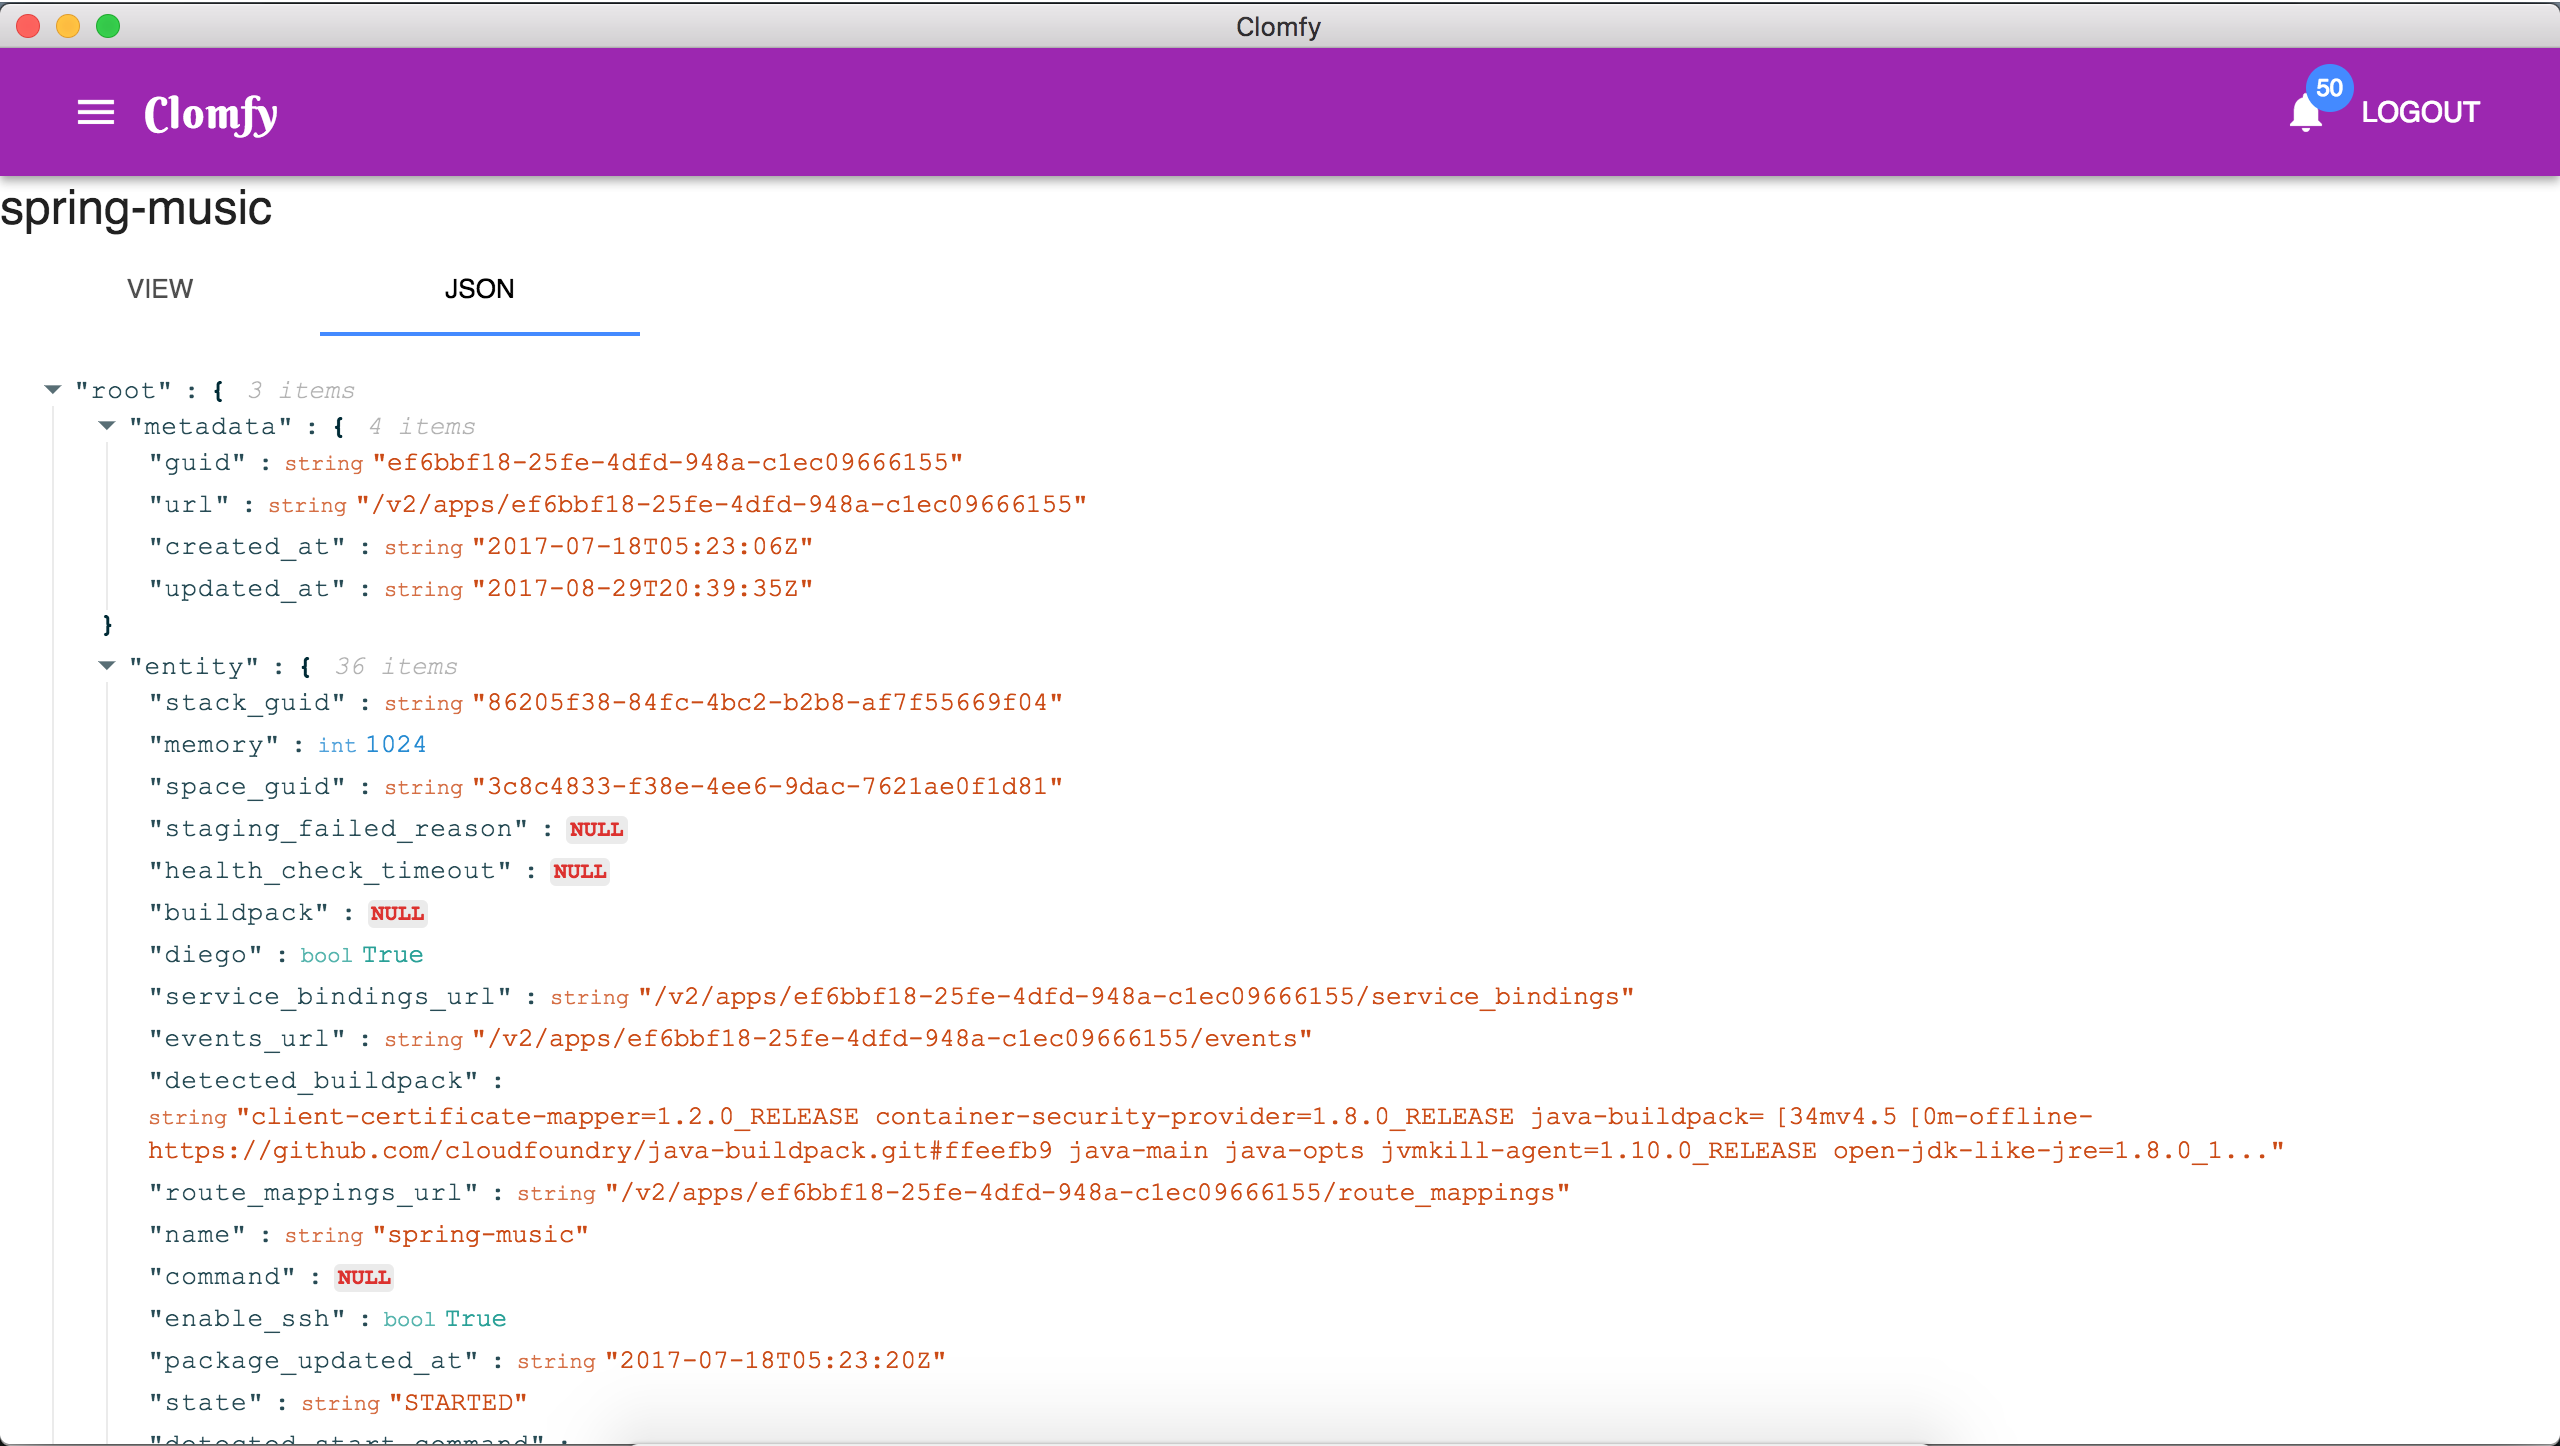 Clomfy
Clomfy
50
LOGOUT
spring-music
VIEW
JSON
"root" : { 3 items
"metadata" : { 4 items
"guid" : string "ef6bbf18-25fe-4dfd-948a-c1ec09666155"
"url" : string "/v2/apps/ef6bbf18-25fe-4dfd-948a-c1ec09666155"
"created_at" : string "2017-07-18T05:23:06Z"
"updated_at" : string "2017-08-29T20:39:35Z"
}
"entity" : { 36 items
"stack_guid" : string "86205f38-84fc-4bc2-b2b8-af7f55669f04"
"memory" : int 1024
"space_guid" : string "3c8c4833-f38e-4ee6-9dac-7621ae0f1d81"
"staging_failed_reason" : NULL
"health_check_timeout" : NULL
"buildpack" : NULL
"diego" : bool True
"service_bindings_url" : string "/v2/apps/ef6bbf18-25fe-4dfd-948a-c1ec09666155/service_bindings"
"events_url" : string "/v2/apps/ef6bbf18-25fe-4dfd-948a-c1ec09666155/events"
"detected_buildpack" :
string "client-certificate-mapper=1.2.0_RELEASE container-security-provider=1.8.0_RELEASE java-buildpack= [34mv4.5 [0m-offline-
https://github.com/cloudfoundry/java-buildpack.git#ffeefb9 java-main java-opts jvmkill-agent=1.10.0_RELEASE open-jdk-like-jre=1.8.0_1..."
"route_mappings_url" : string "/v2/apps/ef6bbf18-25fe-4dfd-948a-c1ec09666155/route_mappings"
"name" : string "spring-music"
"command" : NULL
"enable_ssh" : bool True
"package_updated_at" : string "2017-07-18T05:23:20Z"
"state" : string "STARTED"
"detected_start_command" :